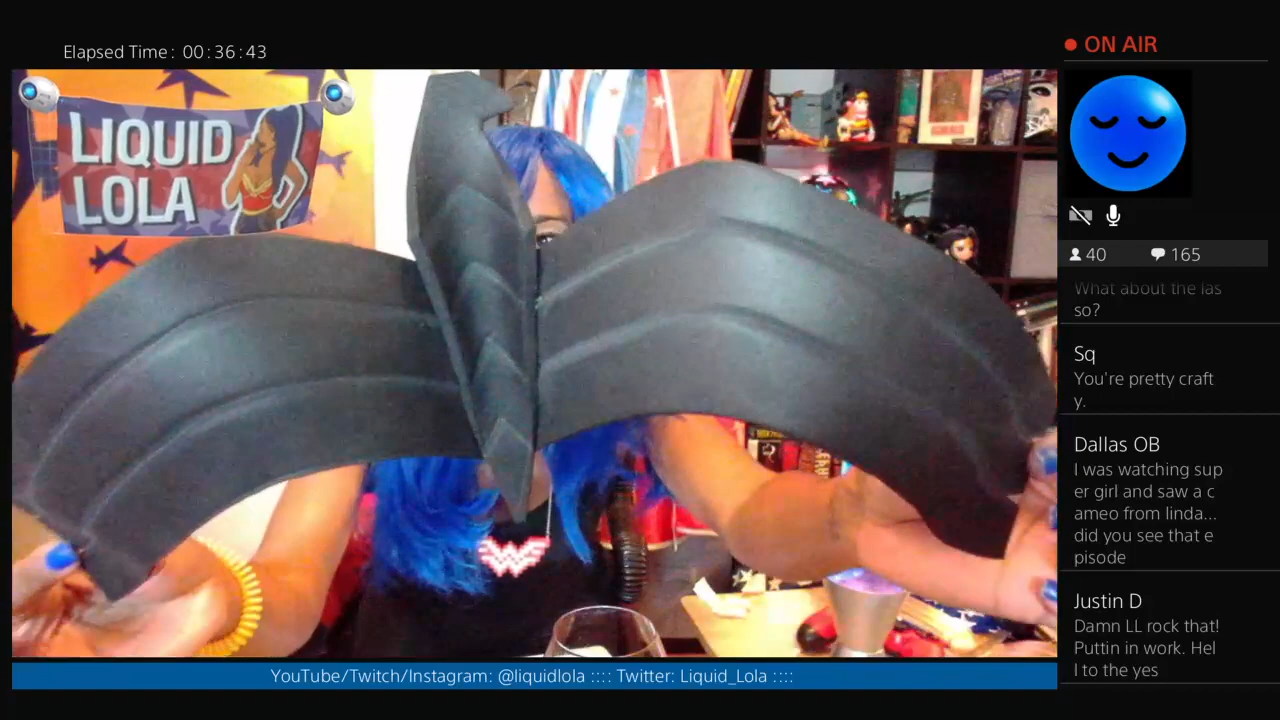 Elapsed Time: 00:36:43
ON AIR
LIQUID
LOLA
40
165
What about the las
so?
Sq
You're pretty craft
y.
Dallas OB
I was watching sup
er girl and saw a c
ameo from linda...
did you see that e
pisode
Justin D
Damn LL rock that!
Puttin in work. Hel
l to the yes
YouTube/Twitch/Instagram: @liquidlola :::: Twitter: Liquid_Lola ::::